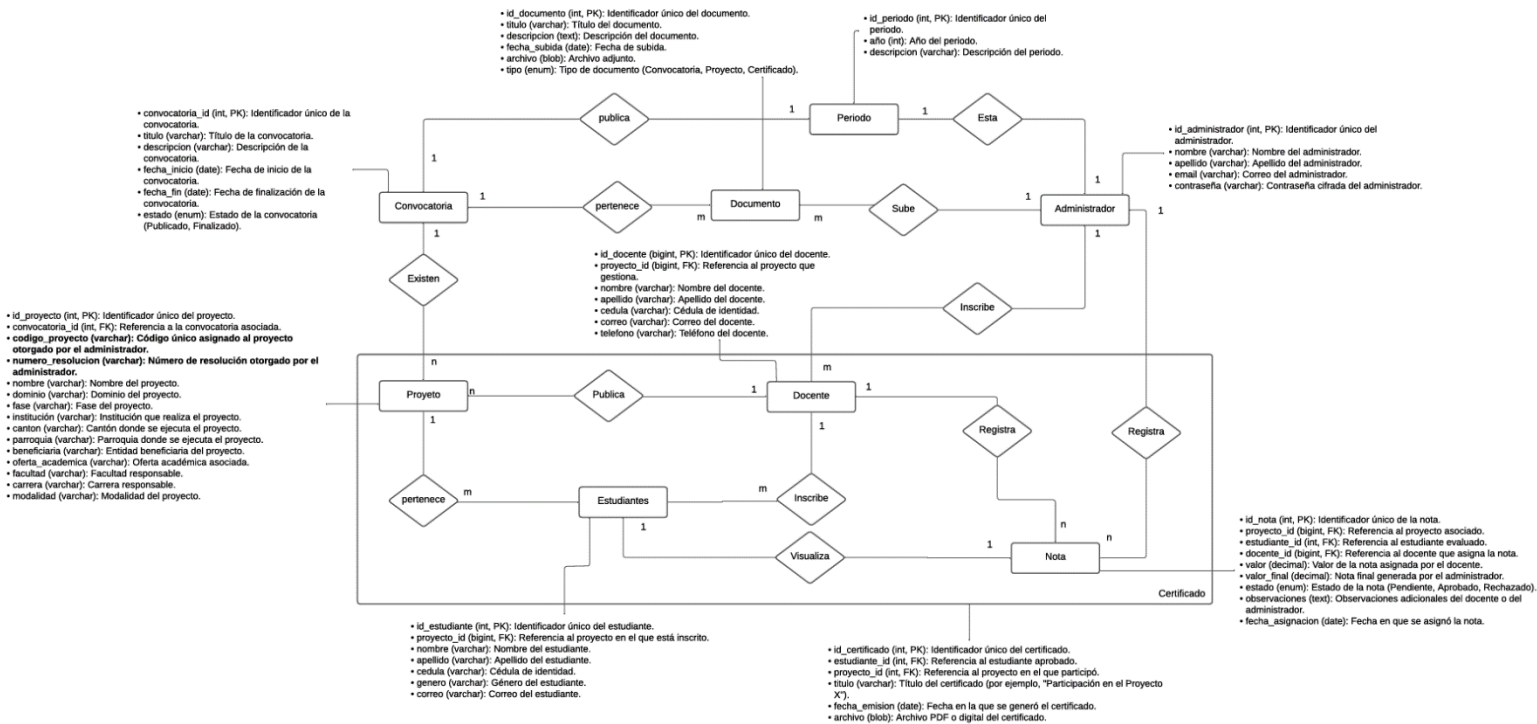 • id_documento (int, PK): Identificador único del documento.
• titulo (varchar): Título del documento.
• descripcion (text): Descripción del documento.
• fecha_subida (date): Fecha de subida.
• archivo (blob): Archivo adjunto.
• tipo (enum): Tipo de documento (Convocatoria, Proyecto, Certificado).
• id_periodo (int, PK): Identificador único del
periodo.
• año (int): Año del periodo.
• descripcion (varchar): Descripción del periodo.
• convocatoria_id (int, PK): Identificador único de la
convocatoria.
• titulo (varchar): Título de la convocatoria.
• descripcion (varchar): Descripción de la
convocatoria.
• fecha_inicio (date): Fecha de inicio de la
convocatoria.
• fecha_fin (date): Fecha de finalización de la
convocatoria.
• estado (enum): Estado de la convocatoria
(Publicado, Finalizado).
publica
1
Periodo
1
Esta
• id_administrador (int, PK): Identificador único del
administrador.
• nombre (varchar): Nombre del administrador.
• apellido (varchar): Apellido del administrador.
• email (varchar): Correo del administrador.
• contraseña (varchar): Contraseña cifrada del administrador.
1
1
Convocatoria
1
pertenece
m
Documento
m
Sube
1
Administrador
1
1
1
Existen
• id_docente (bigint, PK): Identificador único del docente.
• proyecto_id (bigint, FK): Referencia al proyecto que
gestiona.
• nombre (varchar): Nombre del docente.
• apellido (varchar): Apellido del docente.
• cedula (varchar): Cédula de identidad.
• correo (varchar): Correo del docente.
• telefono (varchar): Teléfono del docente.
Inscribe
• id_proyecto (int, PK): Identificador único del proyecto.
• convocatoria_id (int, FK): Referencia a la convocatoria asociada.
• codigo_proyecto (varchar): Código único asignado al proyecto
otorgado por el administrador.
• numero_resolucion (varchar): Número de resolución otorgado por el
administrador.
• nombre (varchar): Nombre del proyecto.
• dominio (varchar): Dominio del proyecto.
• fase (varchar): Fase del proyecto.
• institución (varchar): Institución que realiza el proyecto.
• canton (varchar): Cantón donde se ejecuta el proyecto.
• parroquia (varchar): Parroquia donde se ejecuta el proyecto.
• beneficiaria (varchar): Entidad beneficiaria del proyecto.
• oferta_academica (varchar): Oferta académica asociada.
• facultad (varchar): Facultad responsable.
• carrera (varchar): Carrera responsable.
• modalidad (varchar): Modalidad del proyecto.
n
m
Proyeto
n
Publica
1
Docente
1
1
1
Registra
Registra
pertenece
m
Estudiantes
m
Inscribe
1
Visualiza
1
Nota
n
n
Certificado
• id_nota (int, PK): Identificador único de la nota.
• proyecto_id (bigint, FK): Referencia al proyecto asociado.
• estudiante_id (int, FK): Referencia al estudiante evaluado.
• docente_id (bigint, FK): Referencia al docente que asigna la nota.
• valor (decimal): Valor de la nota asignada por el docente.
• valor_final (decimal): Nota final generada por el administrador.
• estado (enum): Estado de la nota (Pendiente, Aprobado, Rechazado).
• observaciones (text): Observaciones adicionales del docente o del
administrador.
• fecha_asignacion (date): Fecha en que se asignó la nota.
• id_estudiante (int, PK): Identificador único del estudiante.
• proyecto_id (bigint, FK): Referencia al proyecto en el que está inscrito.
• nombre (varchar): Nombre del estudiante.
• apellido (varchar): Apellido del estudiante.
• cedula (varchar): Cédula de identidad.
• genero (varchar): Género del estudiante.
• correo (varchar): Correo del estudiante.
• id_certificado (int, PK): Identificador único del certificado.
• estudiante_id (int, FK): Referencia al estudiante aprobado.
• proyecto_id (int, FK): Referencia al proyecto en el que participó.
• titulo (varchar): Título del certificado (por ejemplo, "Participación en el Proyecto
X").
• fecha_emision (date): Fecha en la que se generó el certificado.
• archivo (blob): Archivo PDF o digital del certificado.